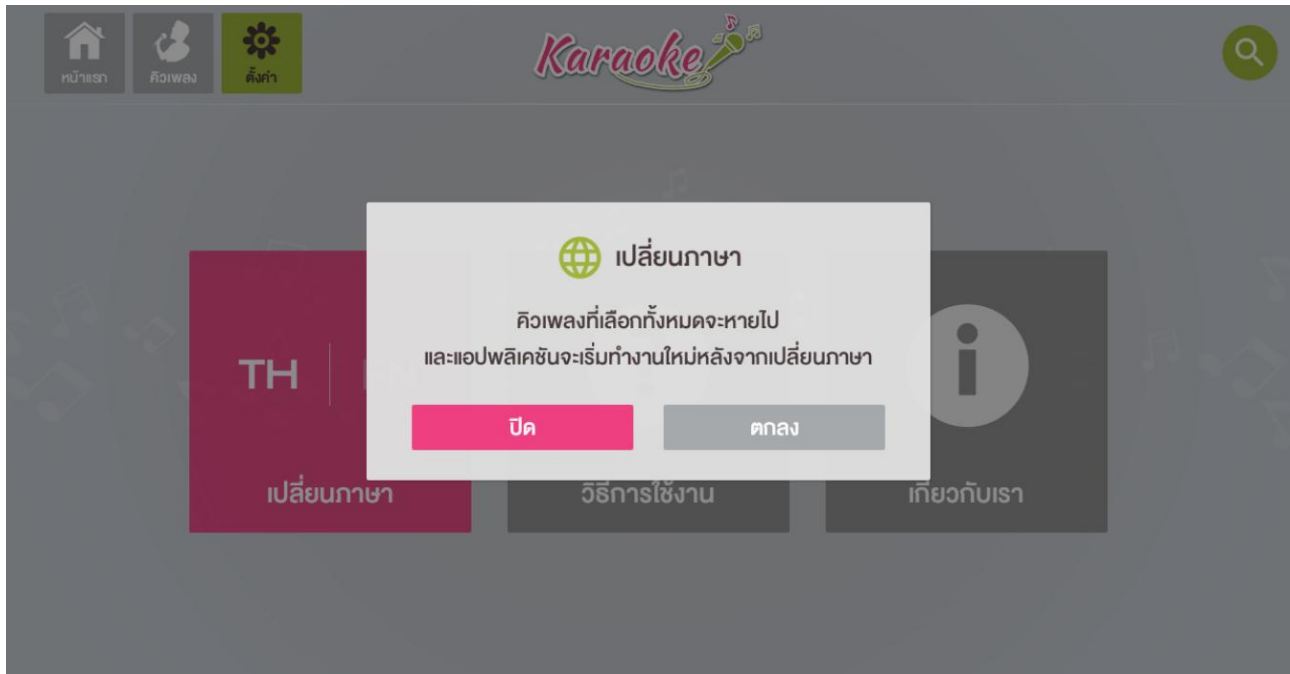 หน้าแรก
คิวเพลง
ตั้งค่า
Karaoke
เปลี่ยนภาษา
คิวเพลงที่เลือกทั้งหมดจะหายไป
และแอปพลิเคชันจะเริ่มทำงานใหม่หลังจากเปลี่ยนภาษา
ปิด
ตกลง
TH
เปลี่ยนภาษา
วิธีการใช้งาน
เกี่ยวกับเรา